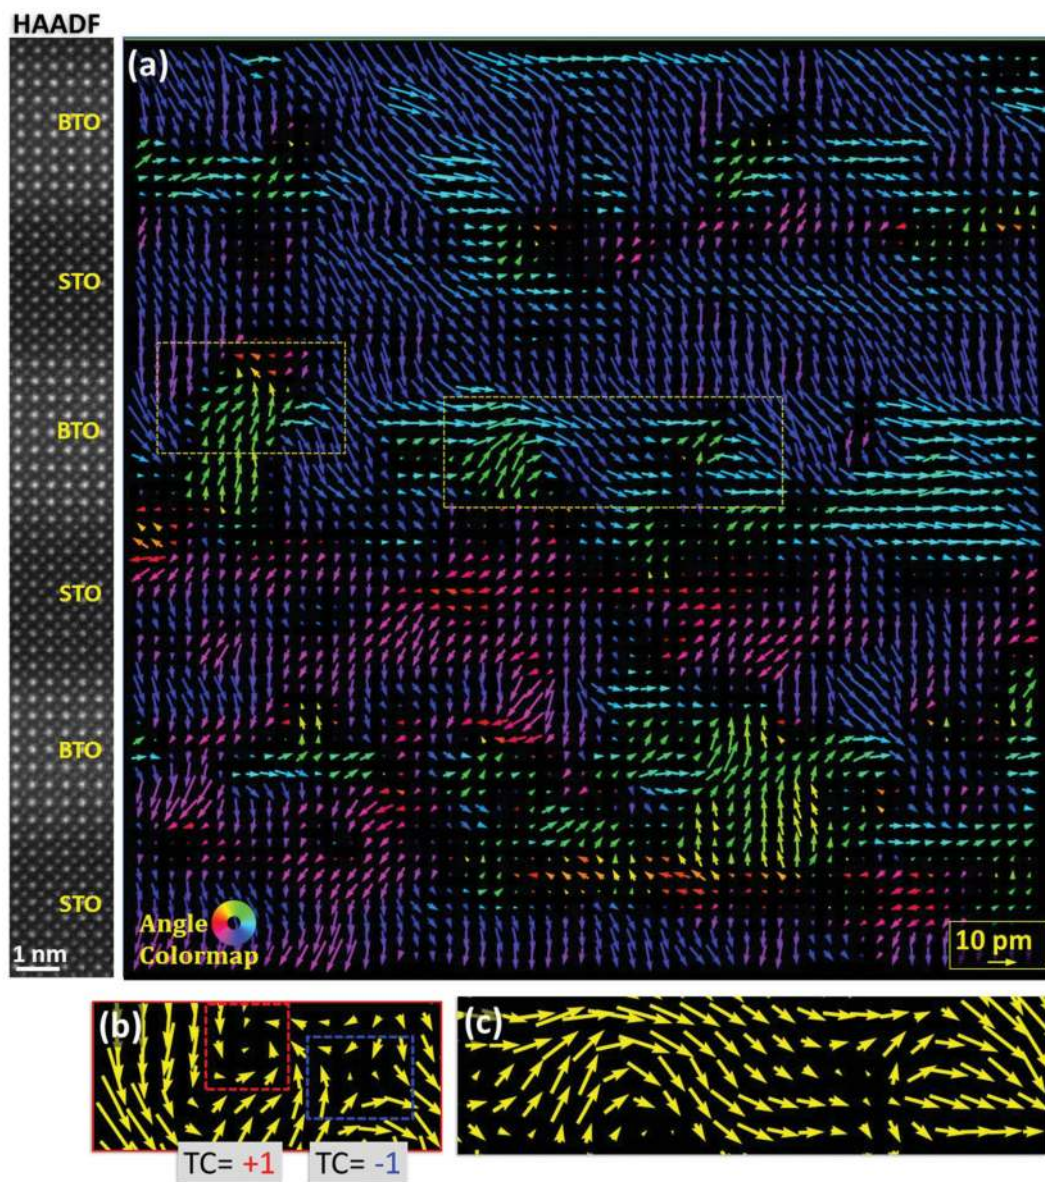 HAADF
(a)
BTO
STO
BTO
STO
BTO
STO
1 nm
Angle
Colormap
10 pm
(b)
(c)
TC= +1
TC= -1